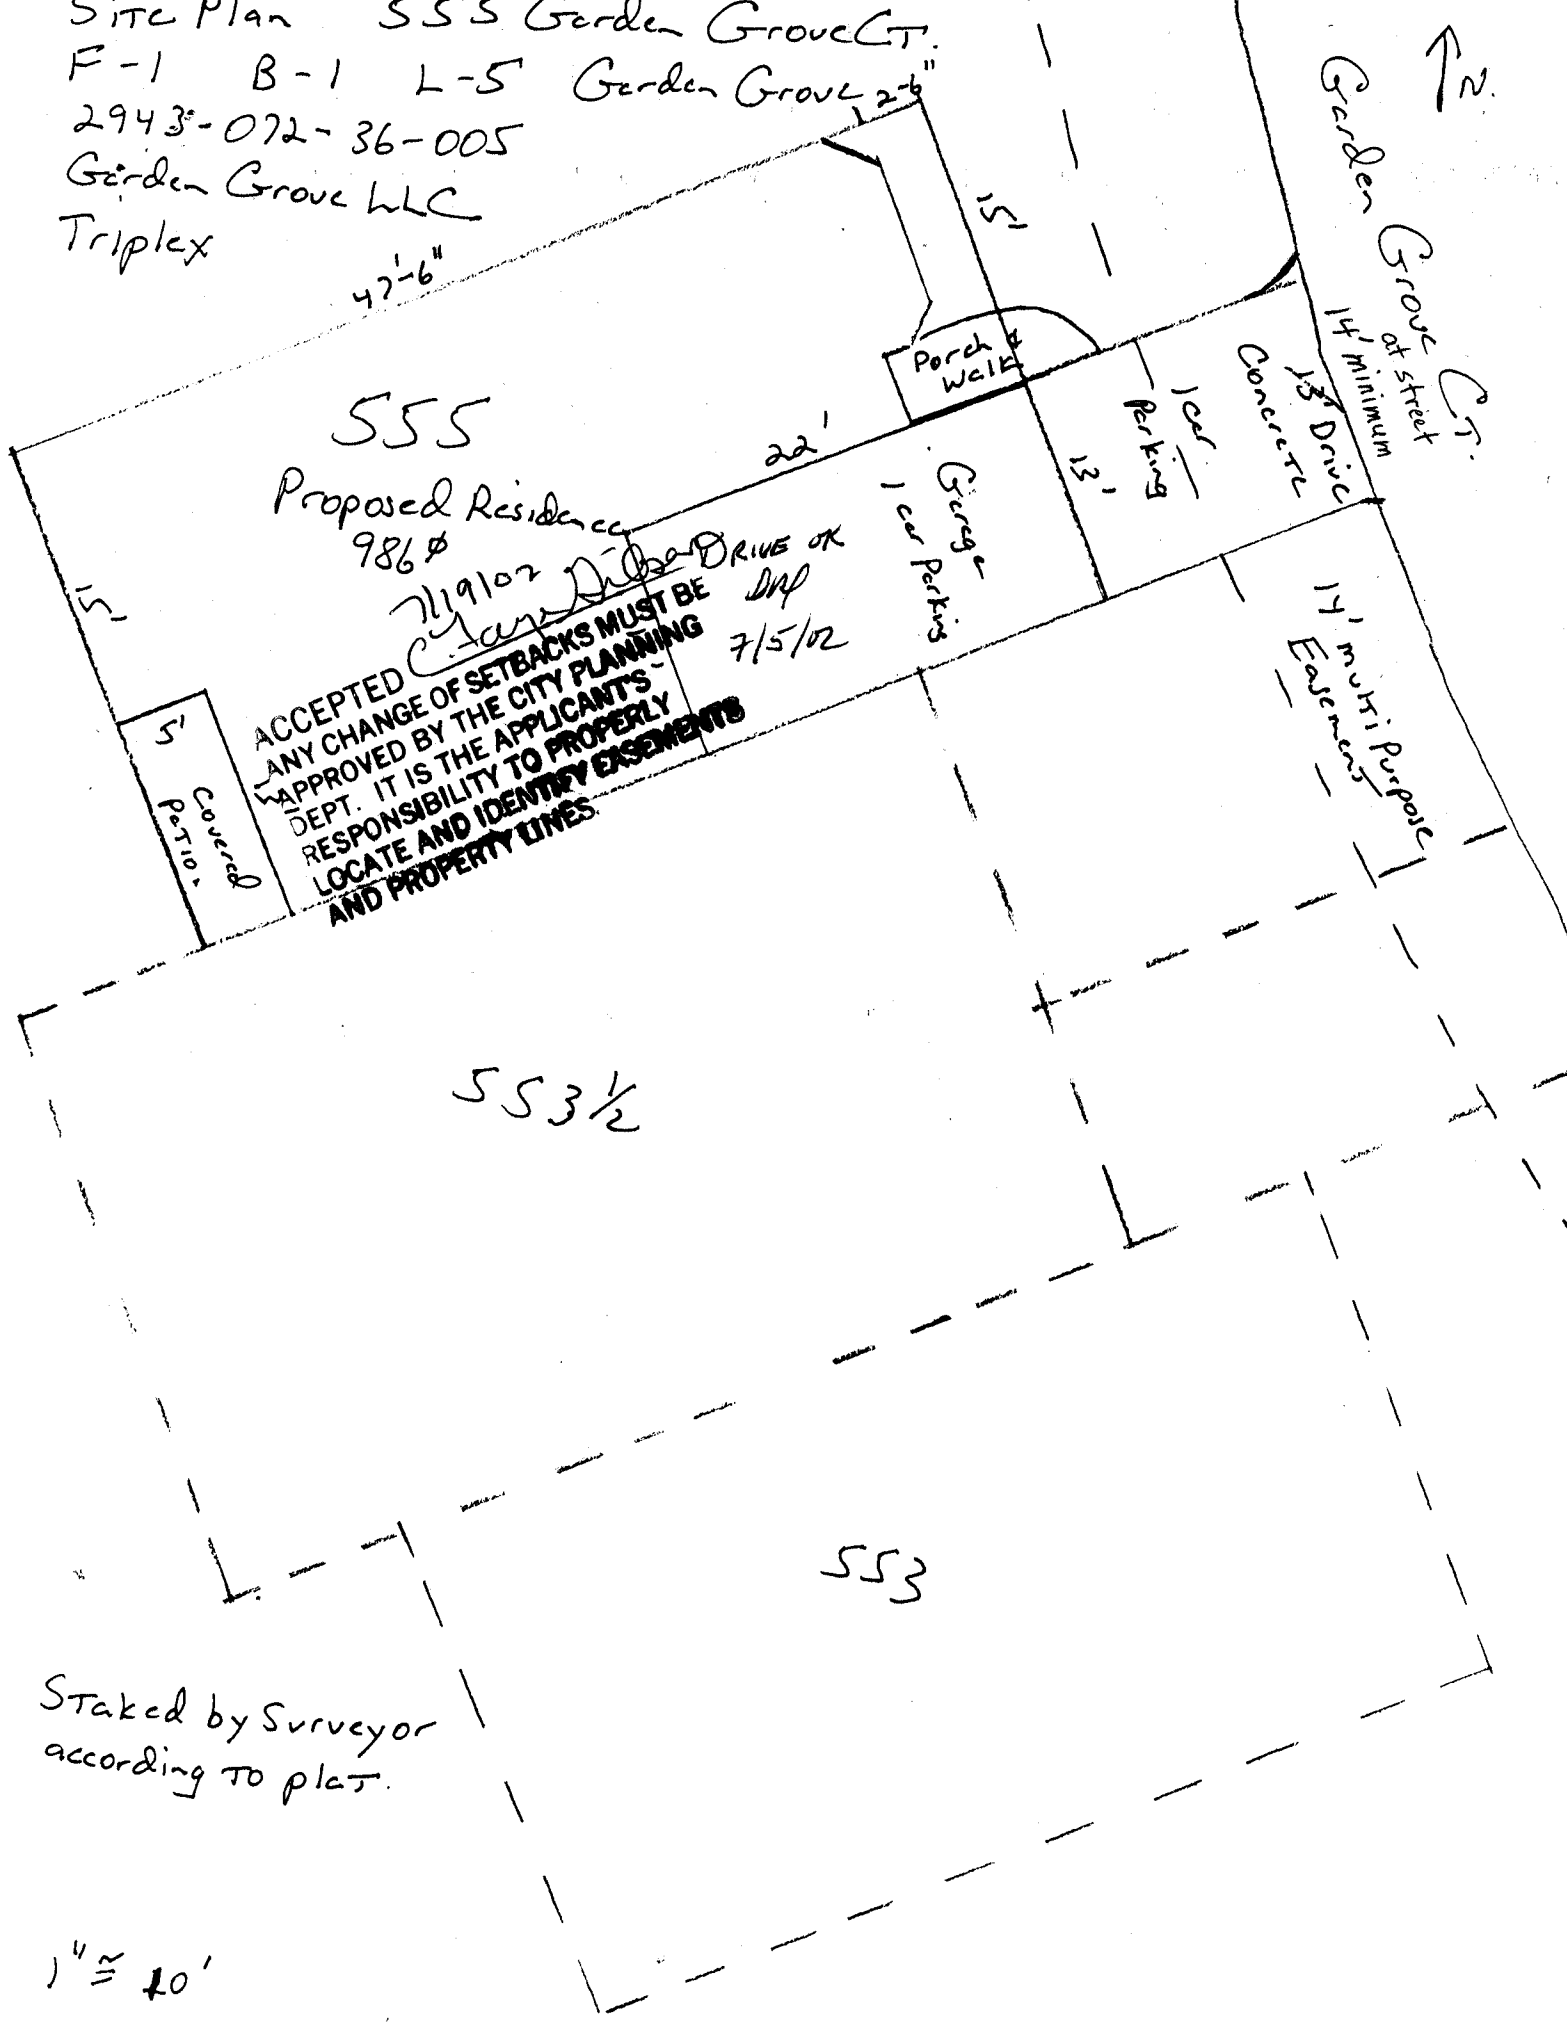 Site Plan 555 Garden Grove CT.
F-1 B-1 L-5 Garden Grove
2943-072-36-005
Garden Grove LLC
Triplex
N.
2-6"
47'-6"
15'
Garden Grove CT.
14' minimum
at street
13' Drive
Concrete
1 car
Parking
Porch &
Walk
13'
22'
Garage
1 car Parking
555
Proposed Residence
986
7/19/02
DRIVE OK
7/5/02
15'
5'
Covered
Patio
ACCEPTED
ANY CHANGE OF SETBACKS MUST BE
APPROVED BY THE CITY PLANNING
DEPT. IT IS THE APPLICANT'S
RESPONSIBILITY TO PROPERLY
LOCATE AND IDENTIFY EASEMENTS
AND PROPERTY LINES.
14' multi Purpose
Easement
553 1/2
553
Staked by Surveyor
according to plat.
1" ≅ 10'